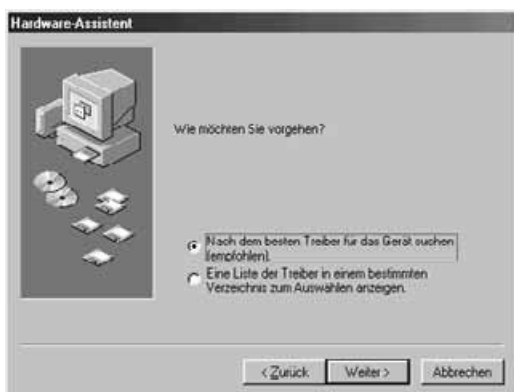 Hardware-Assistent
Wie möchten Sie vorgehen?
Nach dem besten Treiber für das Gerät suchen
(empfohlen).
Eine Liste der Treiber in einem bestimmten
Verzeichnis zum Auswählen anzeigen.
< Zurück
Weiter >
Abbrechen